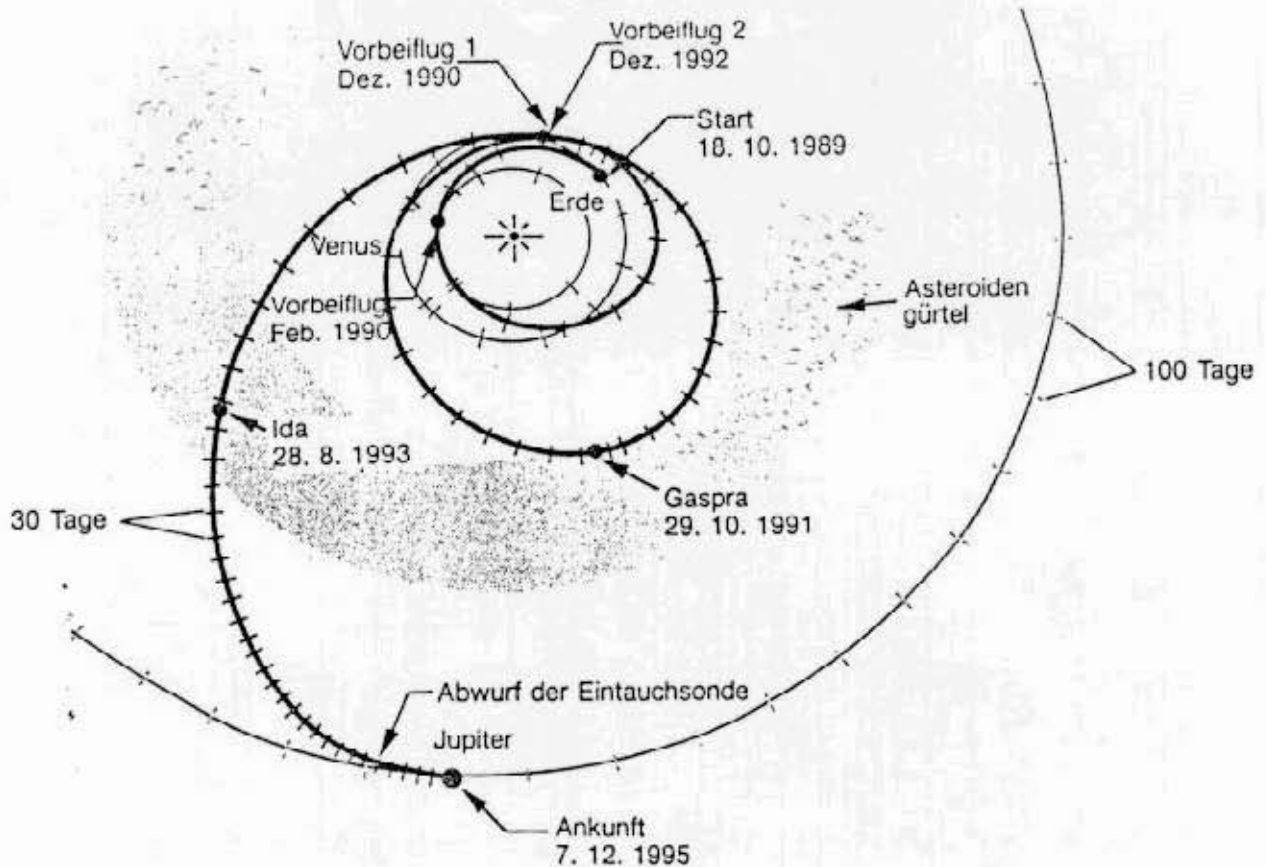 Vorbeiflug 1
Dez. 1990
Vorbeiflug 2
Dez. 1992
Start
18. 10. 1989
Erde
Venus
Vorbeiflug
Feb. 1990
Asteroiden
gürtel
100 Tage
Ida
28. 8. 1993
Gaspra
29. 10. 1991
30 Tage
Abwurf der Eintauchsonde
Jupiter
Ankunft
7. 12. 1995